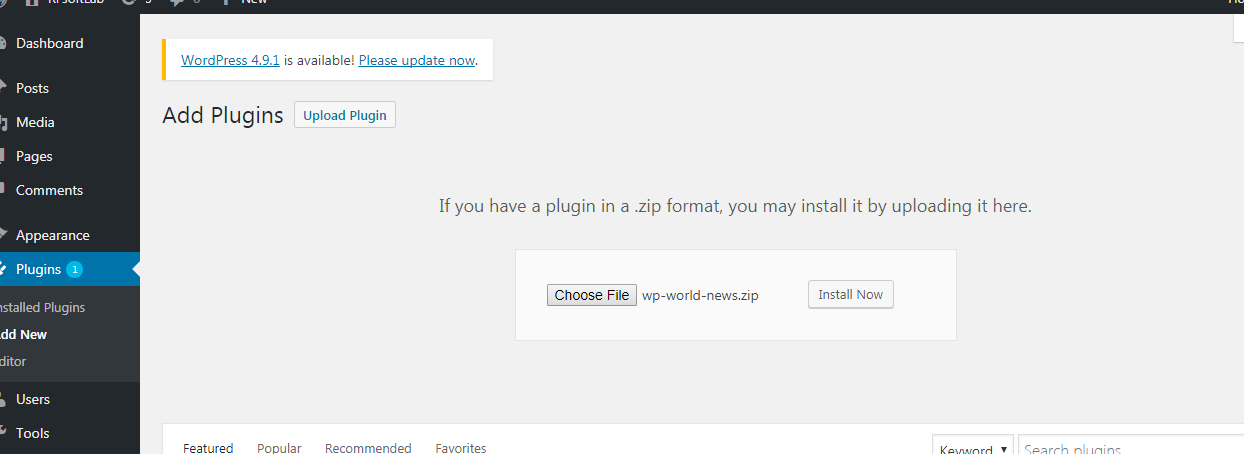 New
Dashboard
WordPress 4.9.1 is available! Please update now.
Posts
Add Plugins
Upload Plugin
Media
Pages
Comments
If you have a plugin in a .zip format, you may install it by uploading it here.
Appearance
Plugins 1
nstalled Plugins
Choose File wp-world-news.zip
Install Now
dd New
ditor
Users
Tools
Featured Popular Recommended Favorites
Keyword
Search plugins